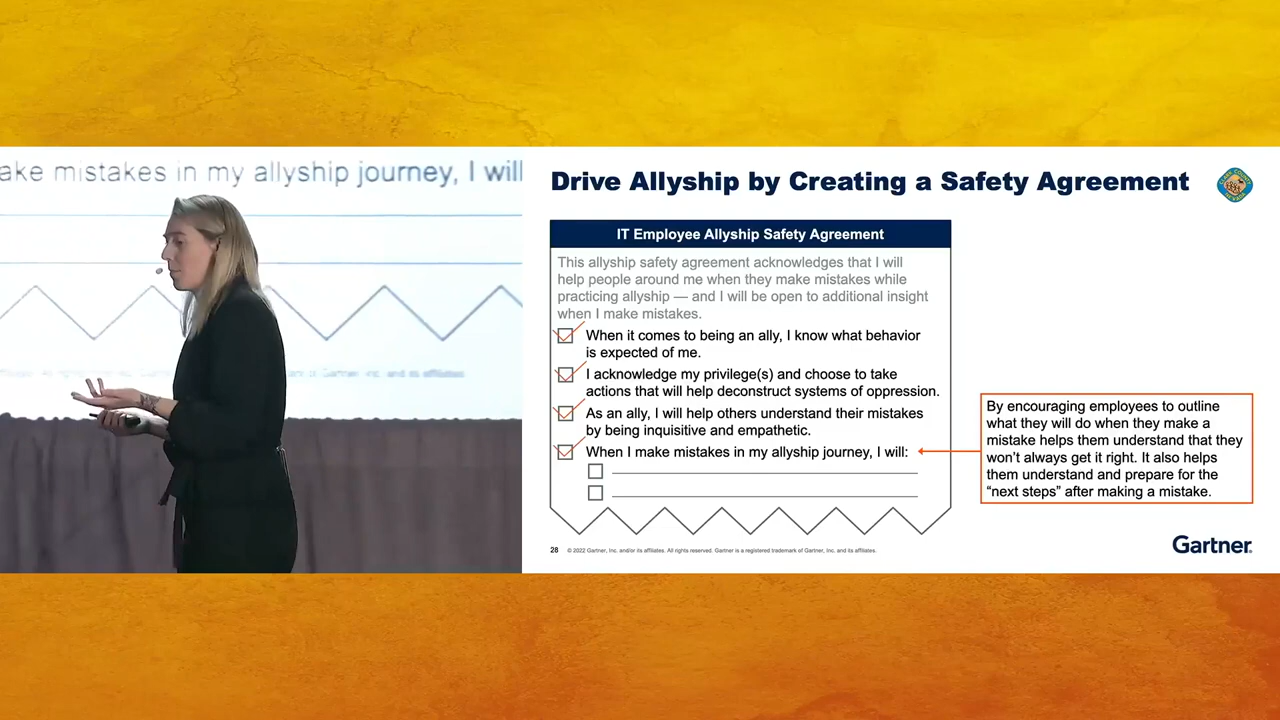 ake mistakes in my allyship journey, I will
Drive Allyship by Creating a Safety Agreement
CLARK COUNTY
NEVADA
IT Employee Allyship Safety Agreement
This allyship safety agreement acknowledges that I will
help people around me when they make mistakes while
practicing allyship — and I will be open to additional insight
when I make mistakes.
When it comes to being an ally, I know what behavior
is expected of me.
I acknowledge my privilege(s) and choose to take
actions that will help deconstruct systems of oppression.
As an ally, I will help others understand their mistakes
by being inquisitive and empathetic.
When I make mistakes in my allyship journey, I will:
By encouraging employees to outline
what they will do when they make a
mistake helps them understand that they
won't always get it right. It also helps
them understand and prepare for the
“next steps” after making a mistake.
28 © 2022 Gartner, Inc. and/or its affiliates. All rights reserved. Gartner is a registered trademark of Gartner, Inc. and its affiliates.
Gartner